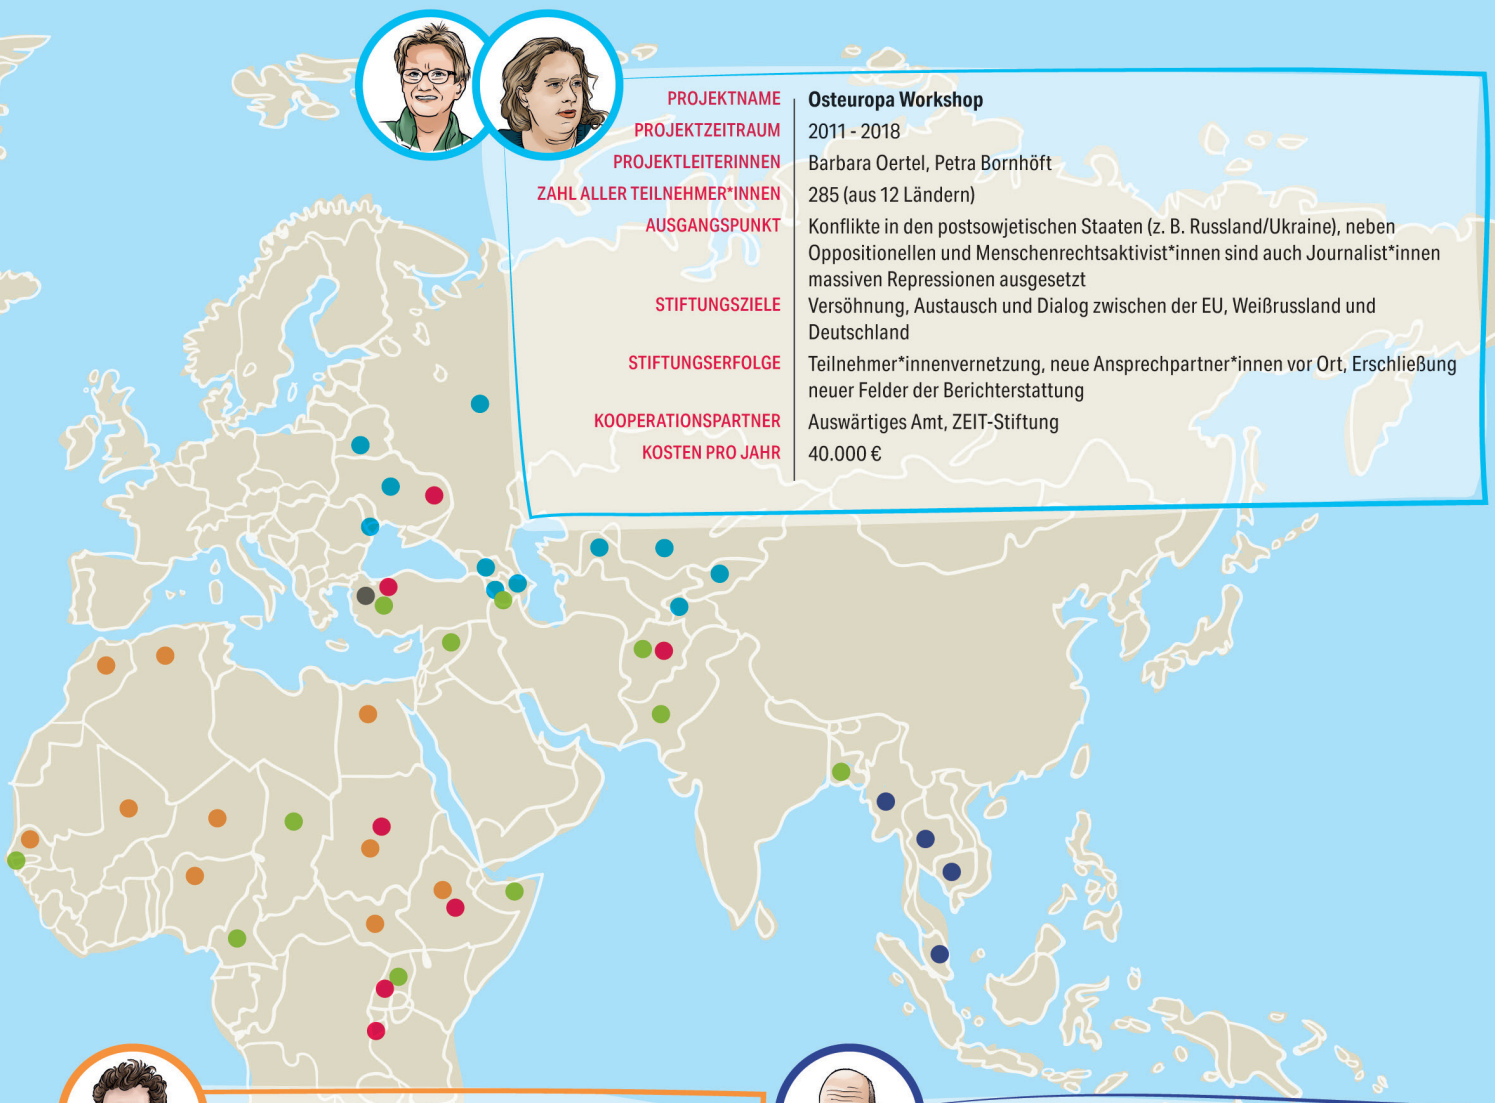 PROJEKTNAME Osteuropa Workshop
PROJEKTZEITRAUM 2011 - 2018
PROJEKTLEITERINNEN Barbara Oertel, Petra Bornhöft
ZAHL ALLER TEILNEHMER*INNEN 285 (aus 12 Ländern)
AUSGANGSPUNKT Konflikte in den postsowjetischen Staaten (z. B. Russland/Ukraine), neben
Oppositionellen und Menschenrechtsaktivist*innen sind auch Journalist*innen
massiven Repressionen ausgesetzt
STIFTUNGSZIELE Versöhnung, Austausch und Dialog zwischen der EU, Weißrussland und
Deutschland
STIFTUNGSERFOLGE Teilnehmer*innenvernetzung, neue Ansprechpartner*innen vor Ort, Erschließung
neuer Felder der Berichterstattung
KOOPERATIONSPARTNER Auswärtiges Amt, ZEIT-Stiftung
KOSTEN PRO JAHR 40.000 €